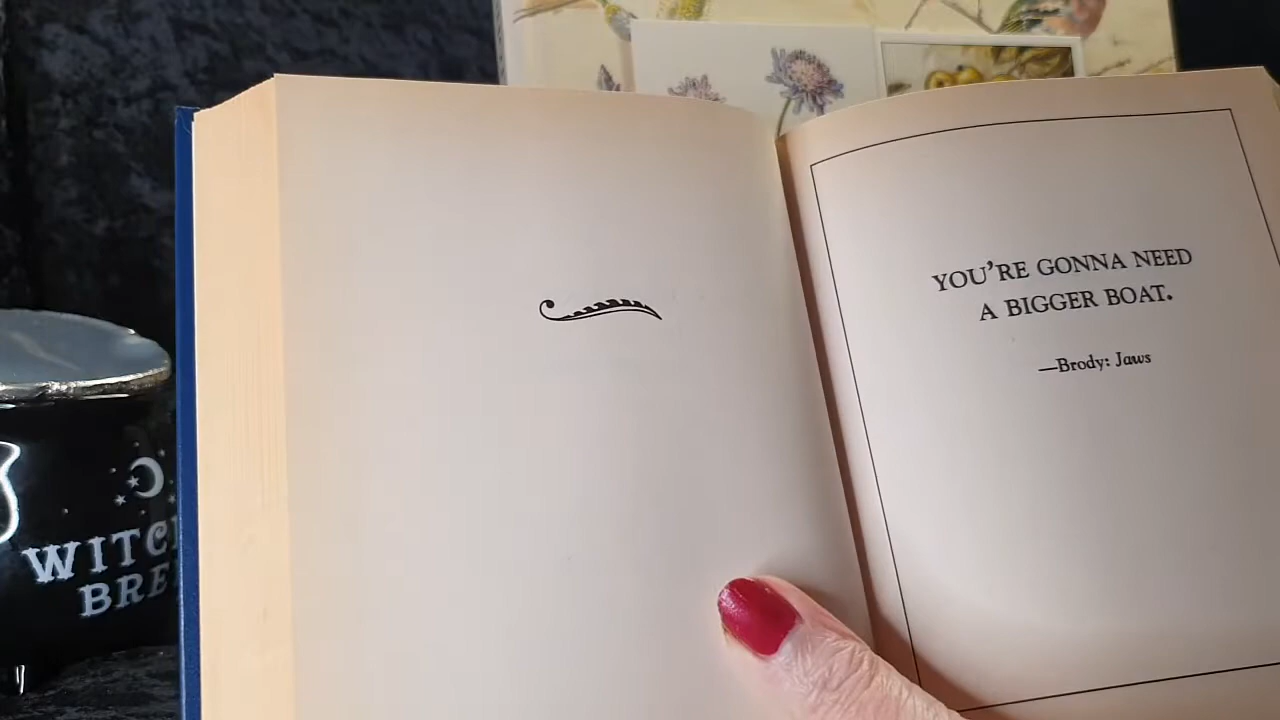 WITC
BRE
YOU'RE GONNA NEED
A BIGGER BOAT.
—Brody: Jaws